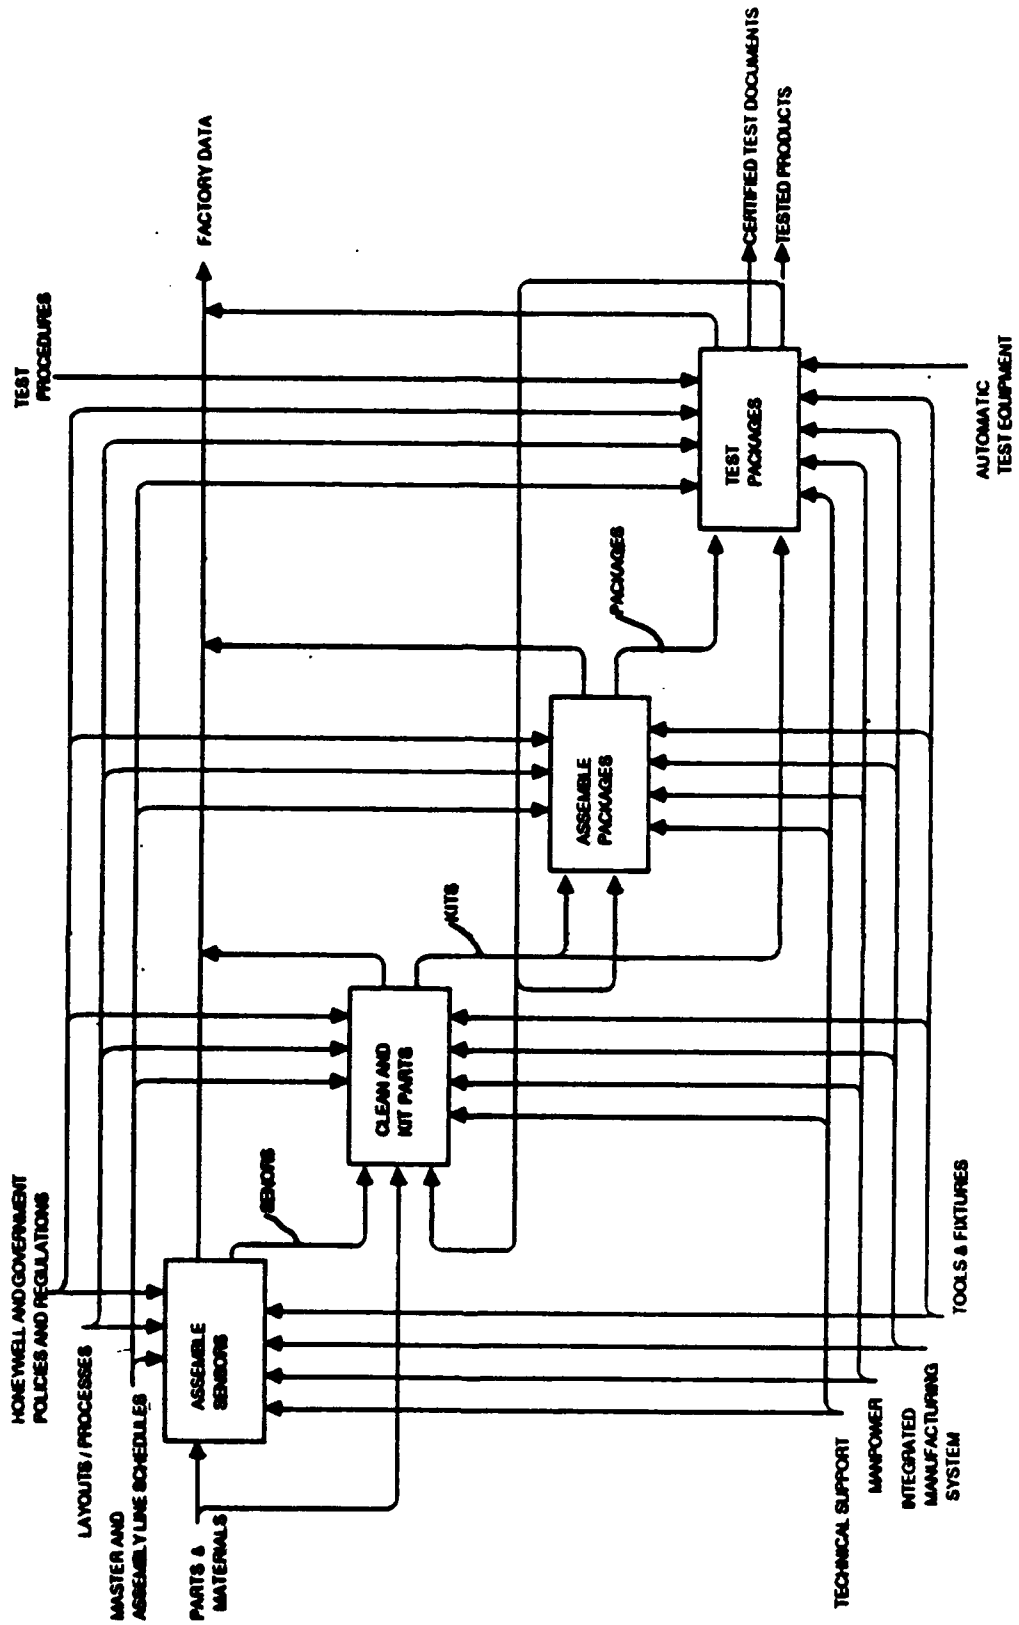 HONEYWELL AND GOVERNMENT
POLICIES AND REGULATIONS
LAYOUTS / PROCESSES
MASTER AND
ASSEMBLY LINE SCHEDULES
PARTS &
MATERIALS
TEST
PROCEDURES
FACTORY DATA
ASSEMBLE
SENSORS
SENORS
CLEAN AND
KIT PARTS
KITS
ASSEMBLE
PACKAGES
PACKAGES
TEST
PACKAGES
CERTIFIED TEST DOCUMENTS
TESTED PRODUCTS
TECHNICAL SUPPORT
MANPOWER
INTEGRATED
MANUFACTURING
SYSTEM
TOOLS & FIXTURES
AUTOMATIC
TEST EQUIPMENT